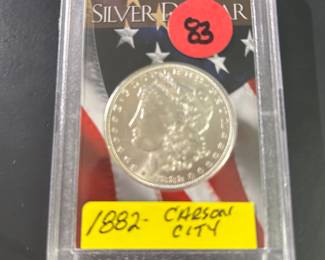 SILVER DOLLAR
83
1882- CARSON
CITY